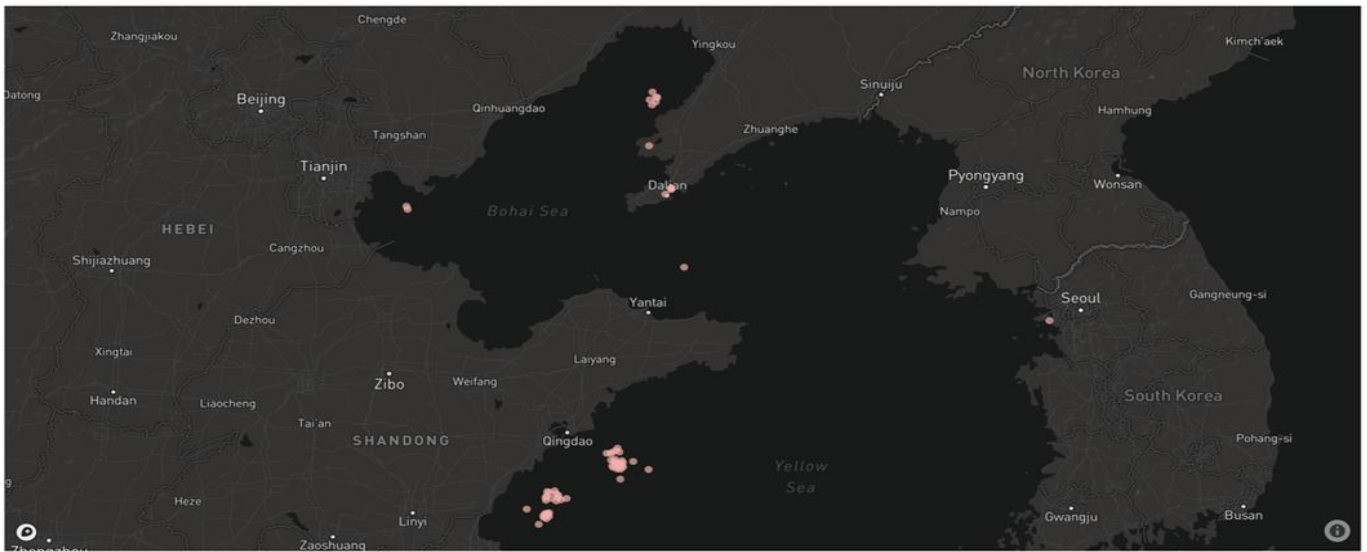 Chengde
Zhangjiakou
Yingkou
Kimch'aek
North Korea
Datong
Beijing
Sinuiju
Qinhuangdao
Hamhung
Tangshan
Zhuanghe
Tianjin
Pyongyang
Dalian
Wonsan
Bohai Sea
Nampo
HEBEI
Cangzhou
Shijiazhuang
Seoul
Gangneung-si
Yantai
Dezhou
Xingtai
Laiyang
Zibo
Weifang
Handan
Liaocheng
South Korea
Tai'an
SHANDONG
Qingdao
Pohang-si
Yellow
Sea
Heze
Linyi
Gwangju
Busan
Zaoshuang
Zhengzhou